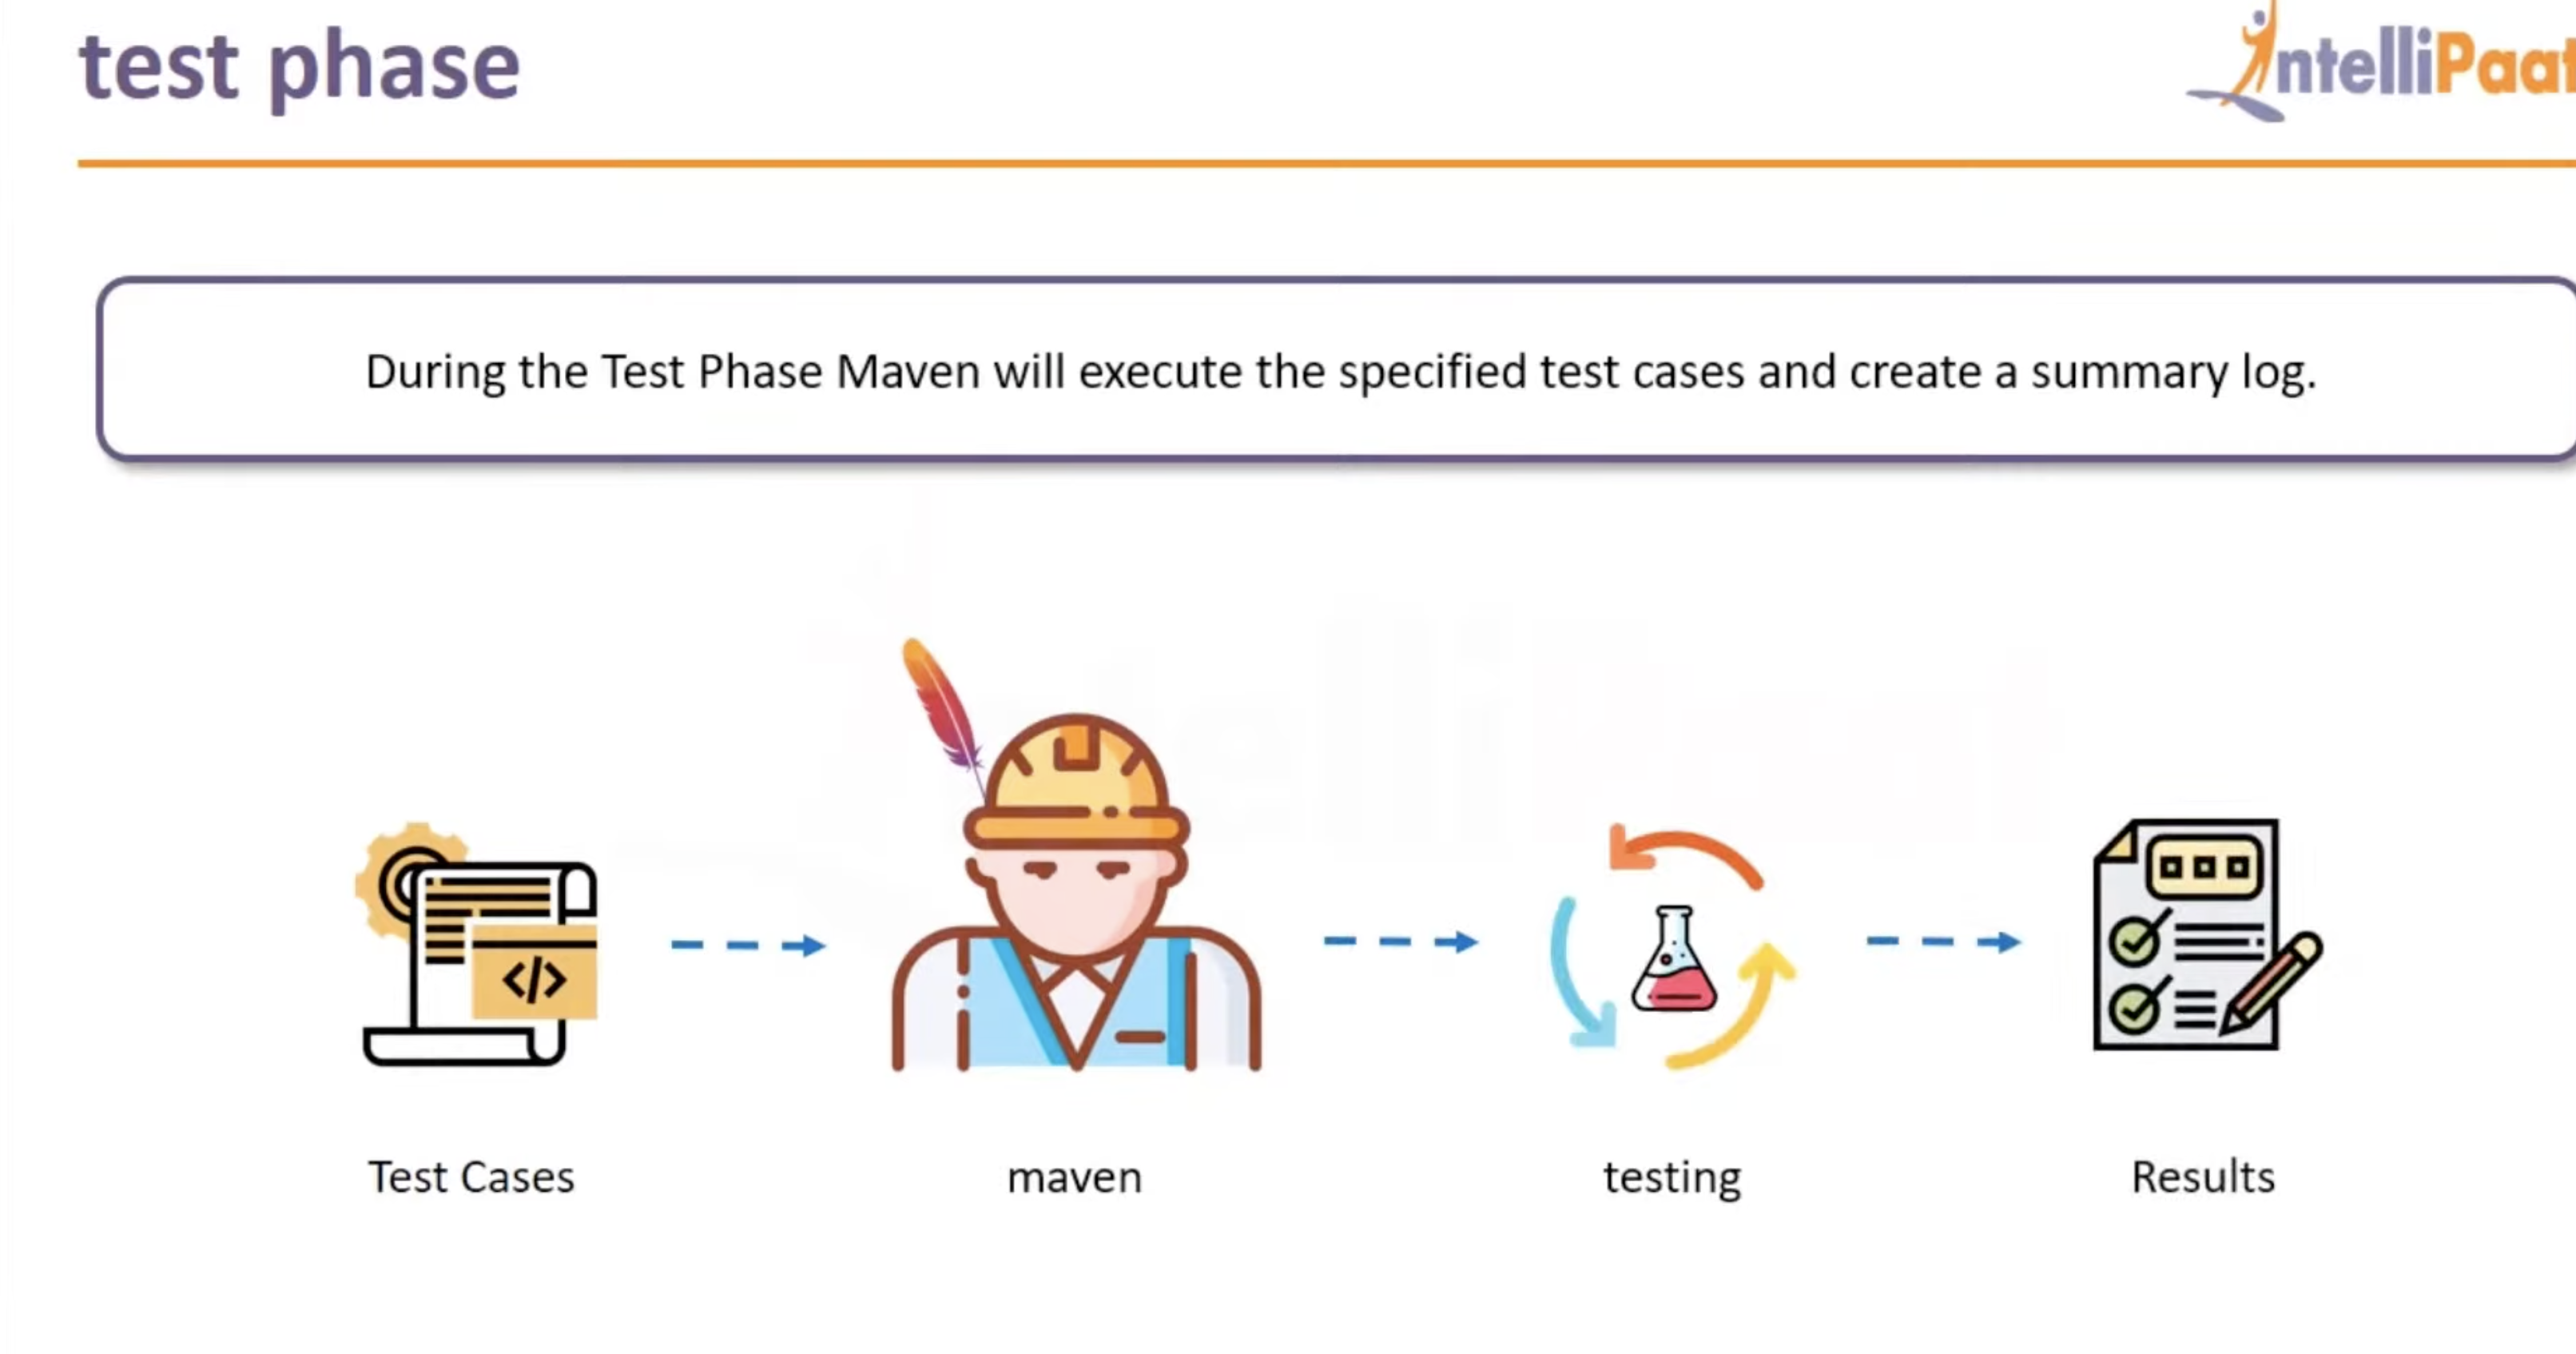 test phase
IntelliPaat
During the Test Phase Maven will execute the specified test cases and create a summary log.
</>
Test Cases
maven
testing
Results